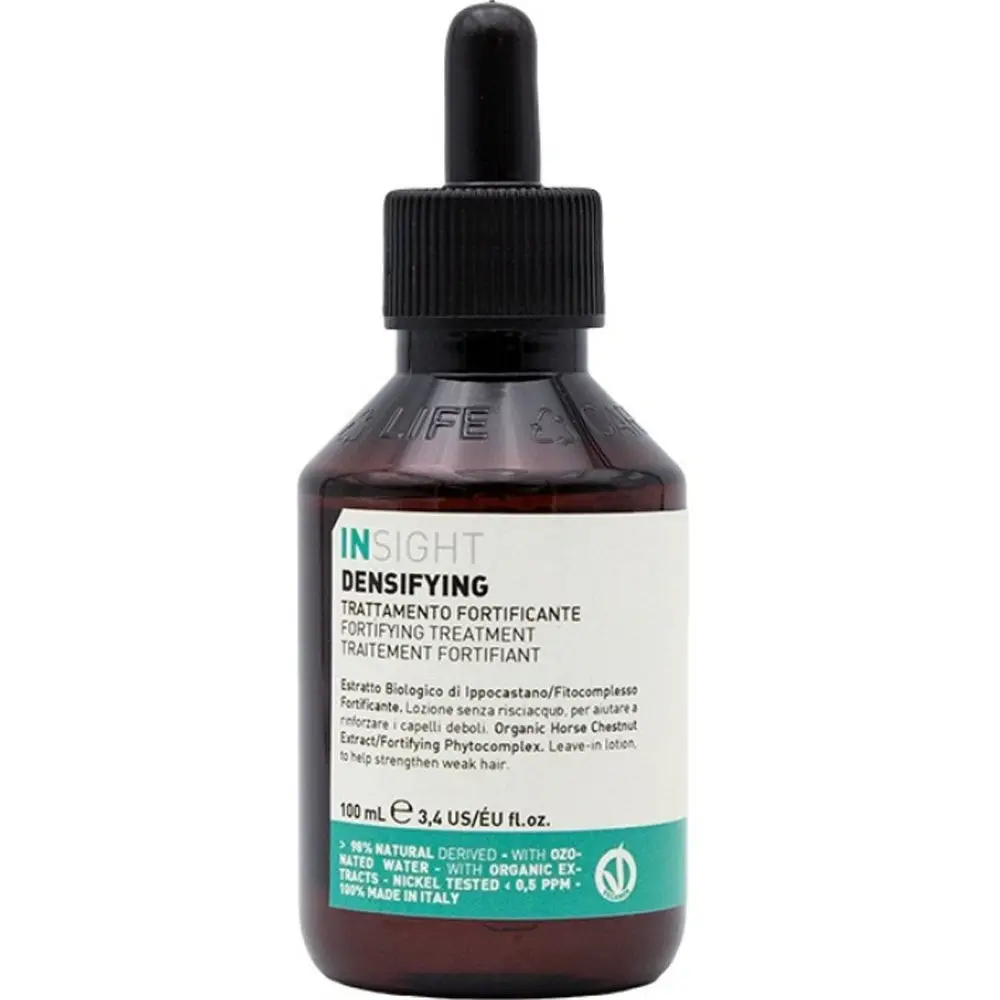 LIFE
INSIGHT
DENSIFYING
TRATTAMENTO FORTIFICANTE
FORTIFYING TREATMENT
TRAITEMENT FORTIFIANT
Estratto Biologico di Ippocastano/Fitocomplesso
Fortificante. Lozione senza risciacquo, per aiutare a
rinforzare i capelli deboli. Organic Horse Chestnut
Extract/Fortifying Phytocomplex. Leave-in lotion,
to help strengthen weak hair.
100 mL ℮ 3,4 US/ÉU fl.oz.
> 98% NATURAL DERIVED - WITH OZO-
NATED WATER - WITH ORGANIC EX-
TRACTS - NICKEL TESTED < 0,5 PPM -
100% MADE IN ITALY